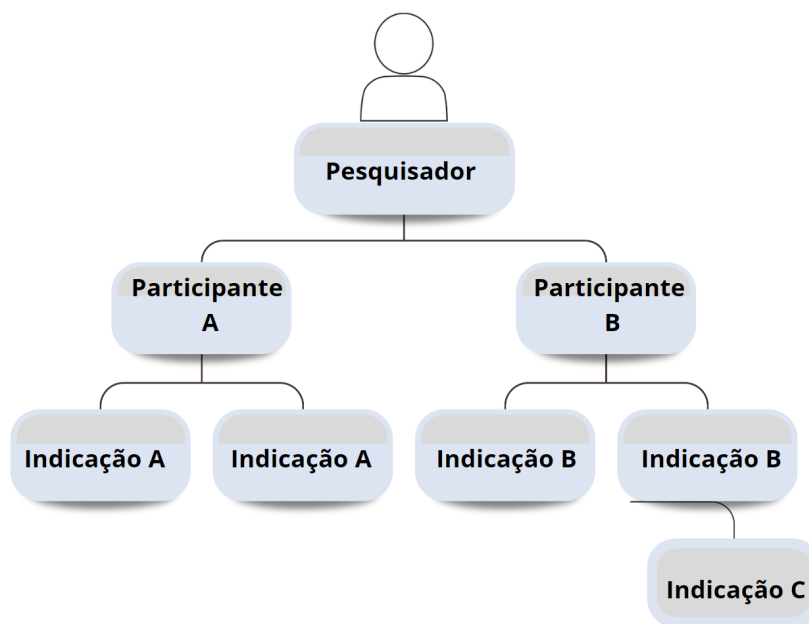 Pesquisador
Participante
A
Participante
B
Indicação A
Indicação A
Indicação B
Indicação B
Indicação C